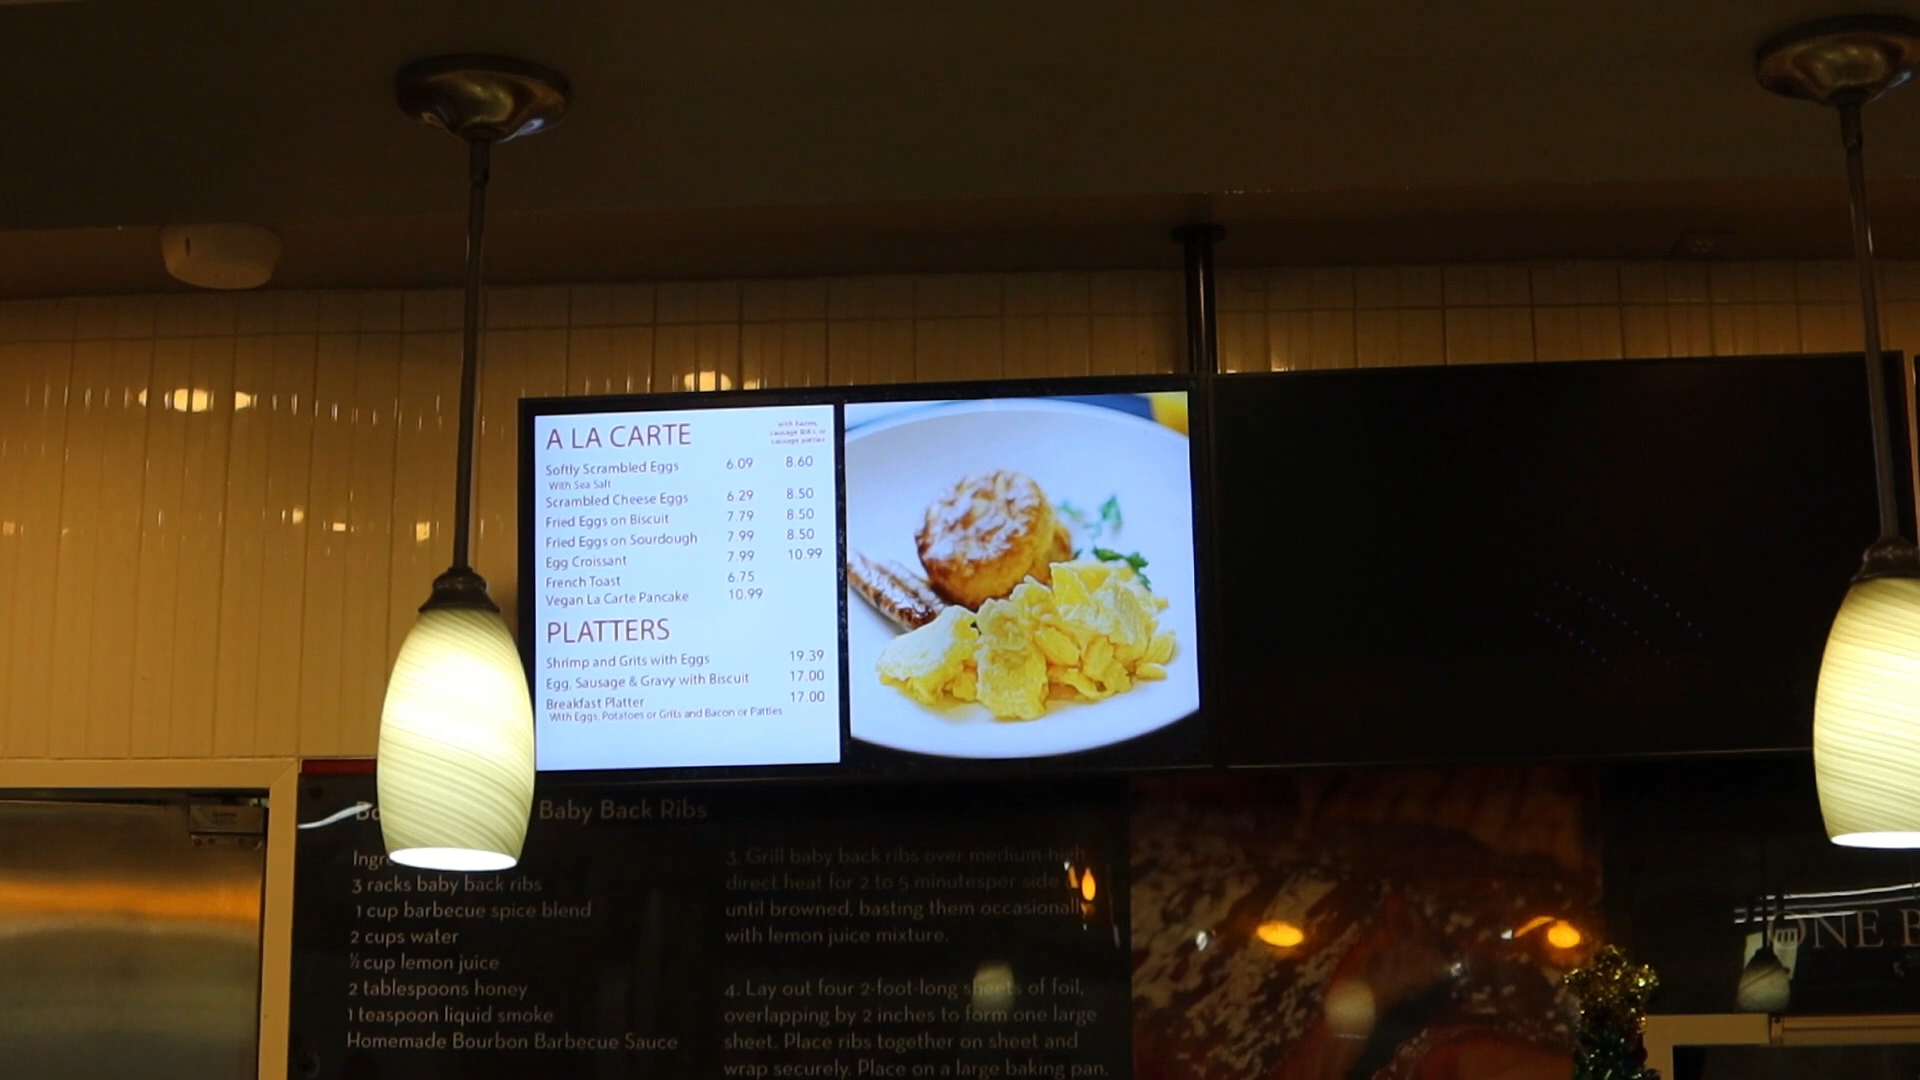 A LA CARTE
with bacon,
sausage links or
sausage patties
Softly Scrambled Eggs 6.09 8.60
With Sea Salt
Scrambled Cheese Eggs 6.29 8.50
Fried Eggs on Biscuit 7.79 8.50
Fried Eggs on Sourdough 7.99 8.50
Egg Croissant 7.99 10.99
French Toast 6.75
Vegan La Carte Pancake 10.99
PLATTERS
Shrimp and Grits with Eggs 19.39
Egg, Sausage & Gravy with Biscuit 17.00
Breakfast Platter 17.00
With Eggs, Potatoes or Grits and Bacon or Patties
Baby Back Ribs
3 racks baby back ribs
1 cup barbecue spice blend
2 cups water
cup lemon juice
2 tablespoons honey
1 teaspoon liquid smoke
Homemade Bourbon Barbecue Sauce
3. Grill baby back ribs over medium-high
direct heat for 2 to 5 minutesper side
until browned, basting them occasionally
with lemon juice mixture.
4. Lay out four 2-foot-long sheets of foil,
overlapping by 2 inches to form one large
sheet. Place ribs together on sheet and
wrap securely. Place on a large baking pan.
ONE